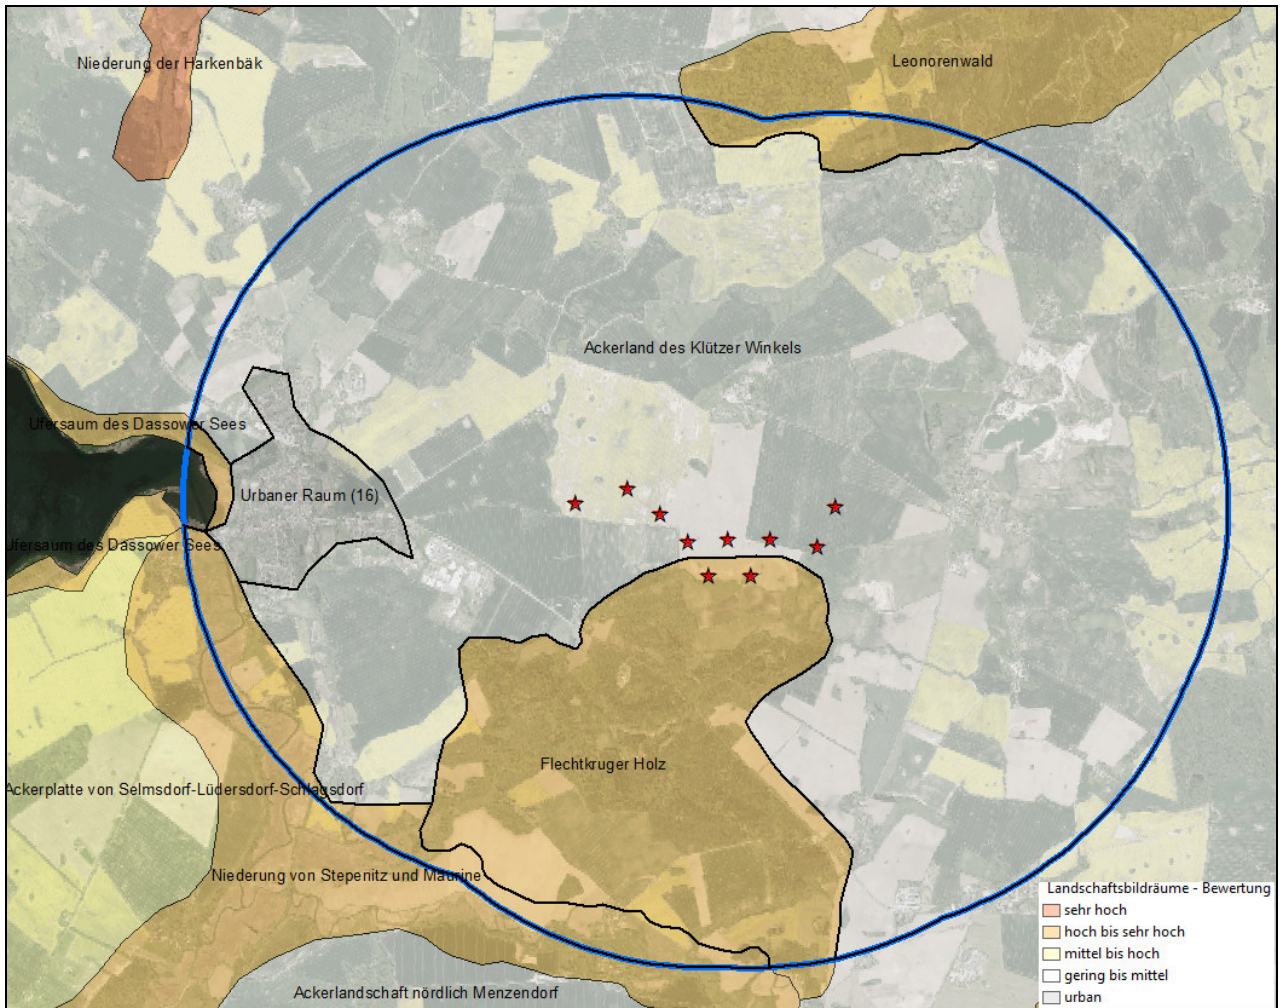 Niederung der Harkenbäk
Leonorenwald
Ackerland des Klützer Winkels
Ufersaum des Dassower Sees
Urbaner Raum (16)
Ufersaum des Dassower Sees
Flechtkruger Holz
Ackerplatte von Selmsdorf-Lüdersdorf-Schlagsdorf
Niederung von Stepenitz und Maurine
Ackerlandschaft nördlich Menzendorf
Landschaftsbildräume - Bewertung
sehr hoch
hoch bis sehr hoch
mittel bis hoch
gering bis mittel
urban